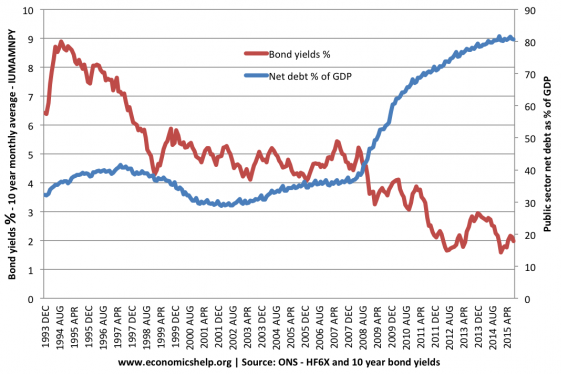 Bond yields % - 10 year monthly average - IUMAMNPY
10
9
8
7
6
5
4
3
2
1
0
Bond yields %
Net debt % of GDP
90
80
70
60
50
40
30
20
10
0
Public sector net debt as % of GDP
1993 DEC
1994 AUG
1995 APR
1995 DEC
1996 AUG
1997 APR
1997 DEC
1998 AUG
1999 APR
1999 DEC
2000 AUG
2001 APR
2001 DEC
2002 AUG
2003 APR
2003 DEC
2004 AUG
2005 APR
2005 DEC
2006 AUG
2007 APR
2007 DEC
2008 AUG
2009 APR
2009 DEC
2010 AUG
2011 APR
2011 DEC
2012 AUG
2013 APR
2013 DEC
2014 AUG
2015 APR
www.economicshelp.org | Source: ONS - HF6X and 10 year bond yields